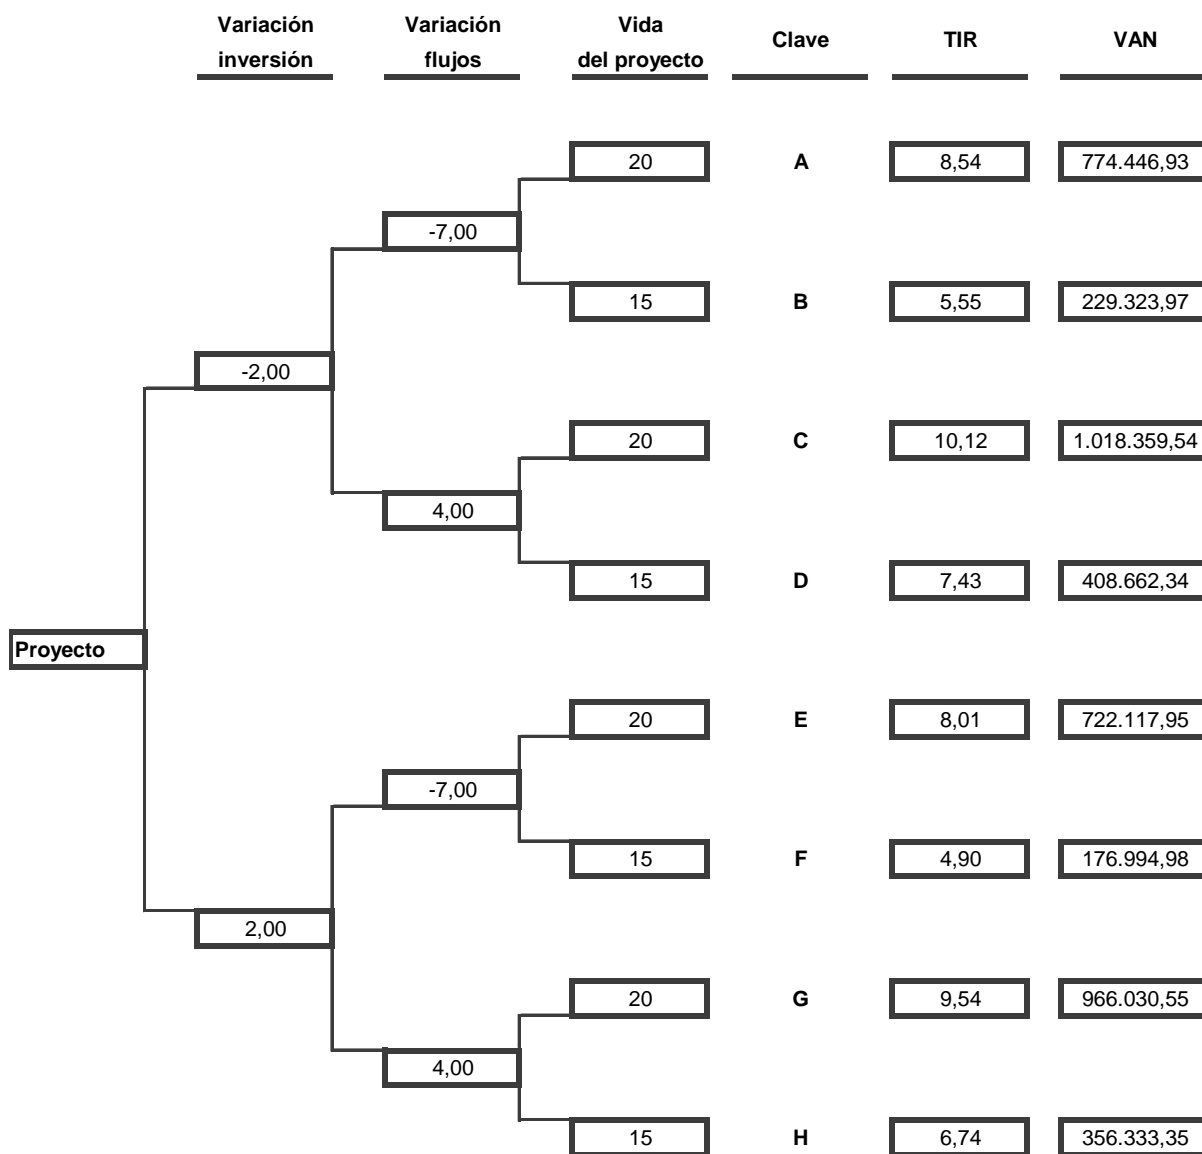 Variación inversión
Variación flujos
Vida del proyecto
Clave
TIR
VAN
20 A 8,54 774.446,93
-7,00
15 B 5,55 229.323,97
-2,00
20 C 10,12 1.018.359,54
4,00
15 D 7,43 408.662,34
Proyecto
20 E 8,01 722.117,95
-7,00
15 F 4,90 176.994,98
2,00
20 G 9,54 966.030,55
4,00
15 H 6,74 356.333,35